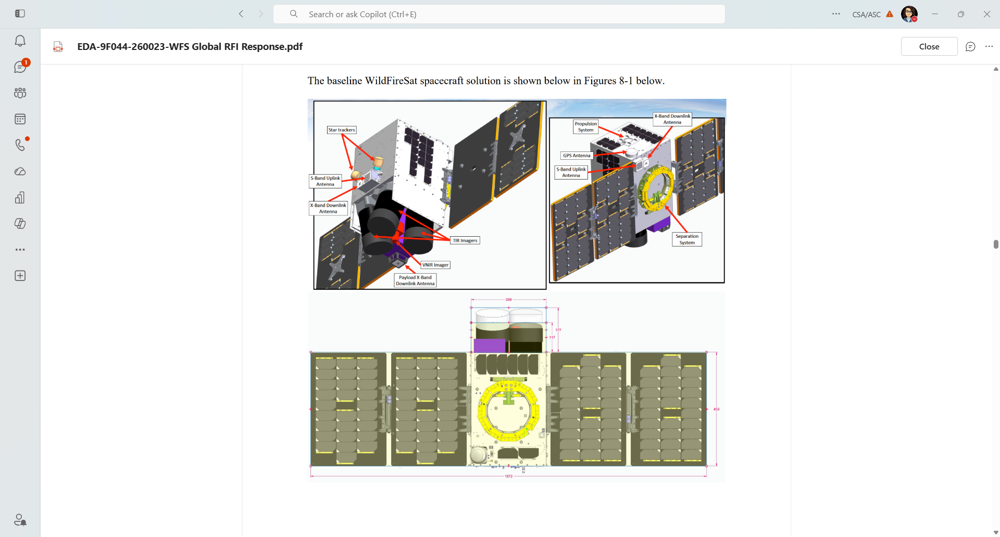 Search or ask Copilot (Ctrl+E)
CSA/ASC
EDA-9F044-260023-WFS Global RFI Response.pdf
Close
1
The baseline WildFireSat spacecraft solution is shown below in Figures 8-1 below.
Star trackers
S-Band Uplink
Antenna
X-Band Downlink
Antenna
TIR Imagers
VNIR Imager
Payload X-Band
Downlink Antenna
Propulsion
System
X-Band Downlink
Antenna
GPS Antenna
S-Band Uplink
Antenna
Separation
System
298
177
117
453
1572